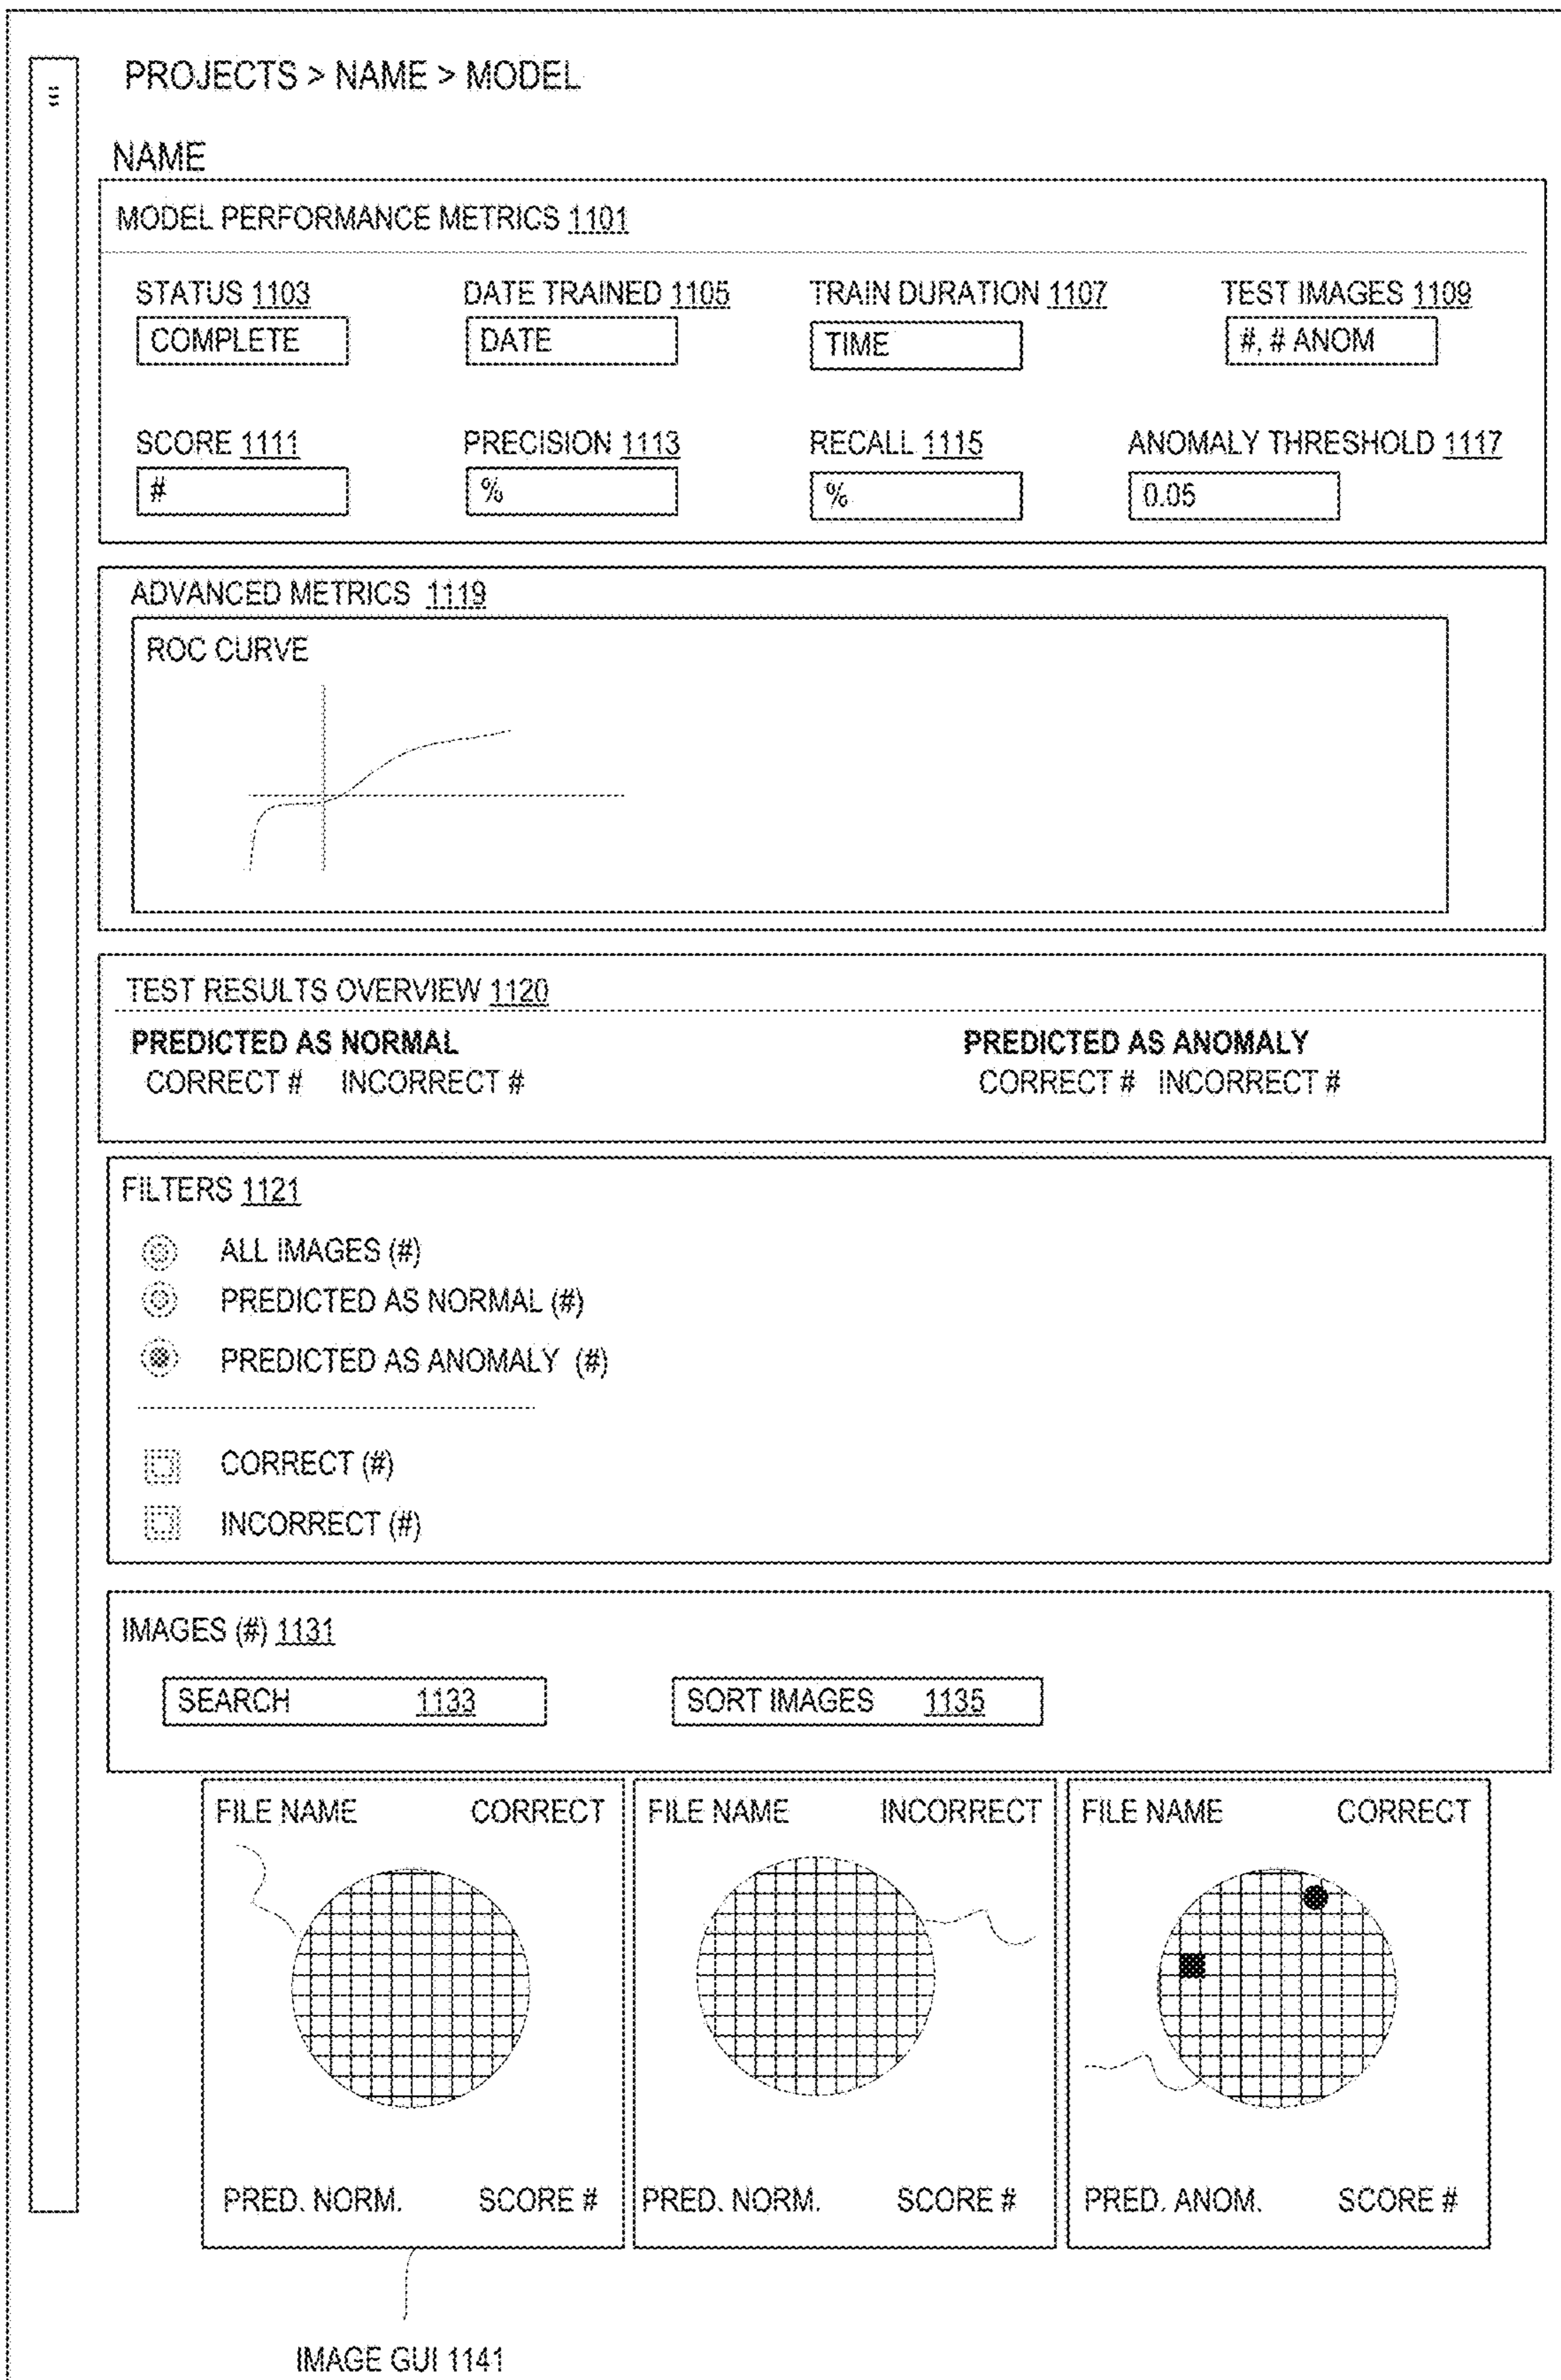 PROJECTS > NAME > MODEL
NAME
MODEL PERFORMANCE METRICS 1101
STATUS 1103 DATE TRAINED 1105 TRAIN DURATION 1107 TEST IMAGES 1109
COMPLETE DATE TIME #, # ANOM
SCORE 1111 PRECISION 1113 RECALL 1115 ANOMALY THRESHOLD 1117
# % % 0.05
ADVANCED METRICS 1119
ROC CURVE
TEST RESULTS OVERVIEW 1120
PREDICTED AS NORMAL PREDICTED AS ANOMALY
CORRECT # INCORRECT # CORRECT # INCORRECT #
FILTERS 1121
ALL IMAGES (#)
PREDICTED AS NORMAL (#)
PREDICTED AS ANOMALY (#)
CORRECT (#)
INCORRECT (#)
IMAGES (#) 1131
SEARCH 1133 SORT IMAGES 1135
FILE NAME CORRECT FILE NAME INCORRECT FILE NAME CORRECT
PRED. NORM. SCORE # PRED. NORM. SCORE # PRED. ANOM. SCORE #
IMAGE GUI 1141